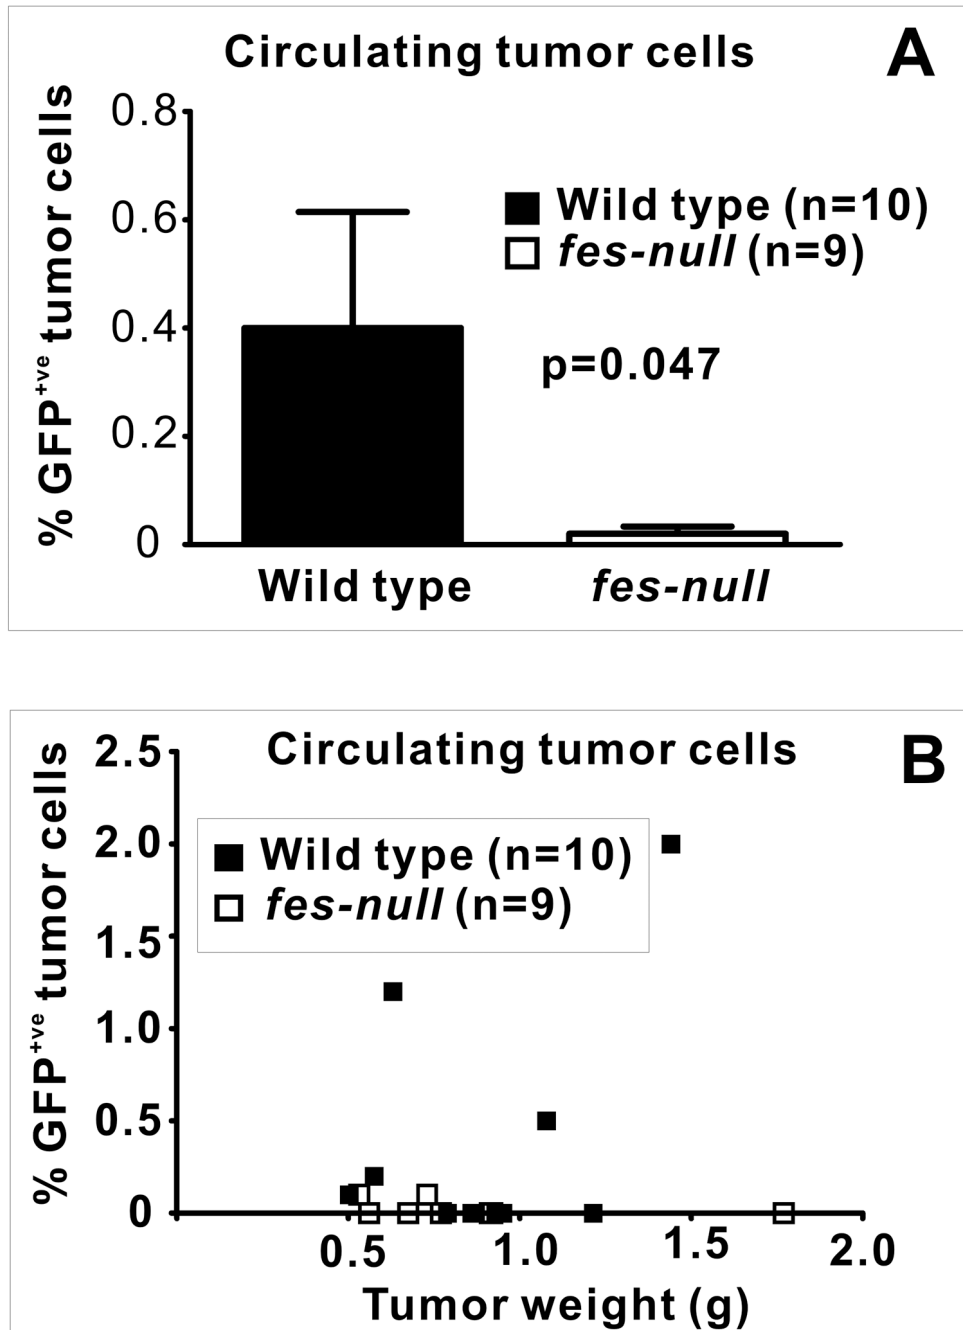 Circulating tumor cells
A
% GFP+ve tumor cells
0.8
0.6
0.4
0.2
0
Wild type (n=10)
fes-null (n=9)
p=0.047
Wild type
fes-null
Circulating tumor cells
B
% GFP+ve tumor cells
2.5
2.0
1.5
1.0
0.5
0
Wild type (n=10)
fes-null (n=9)
0.5
1.0
1.5
2.0
Tumor weight (g)